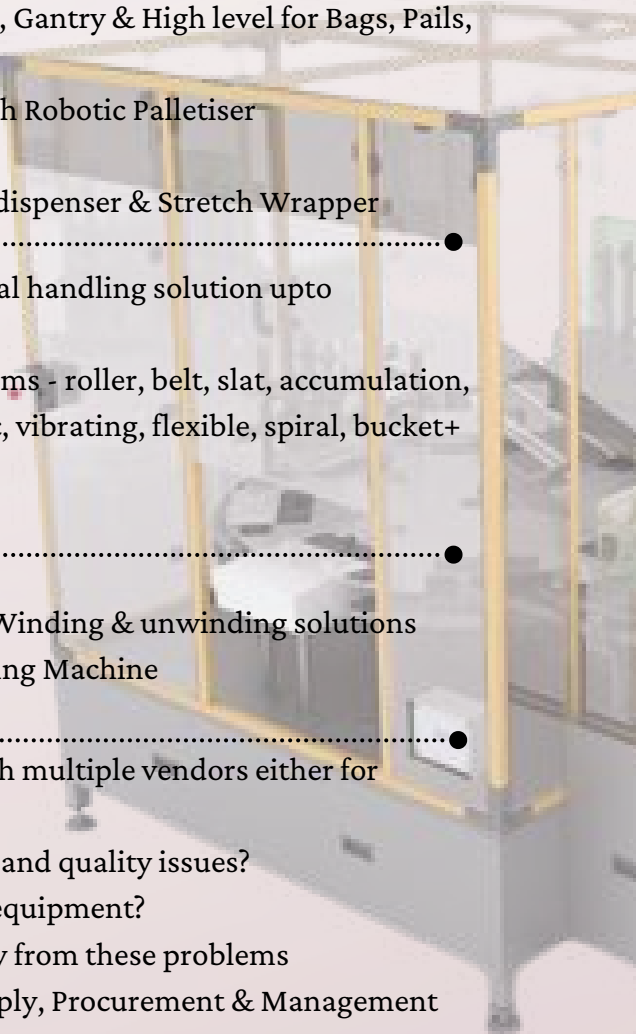 , Gantry & High level for Bags, Pails,
h Robotic Palletiser
dispenser & Stretch Wrapper
al handling solution upto
ms - roller, belt, slat, accumulation,
, vibrating, flexible, spiral, bucket+
Winding & unwinding solutions
ng Machine
h multiple vendors either for
and quality issues?
equipment?
y from these problems
ply, Procurement & Management